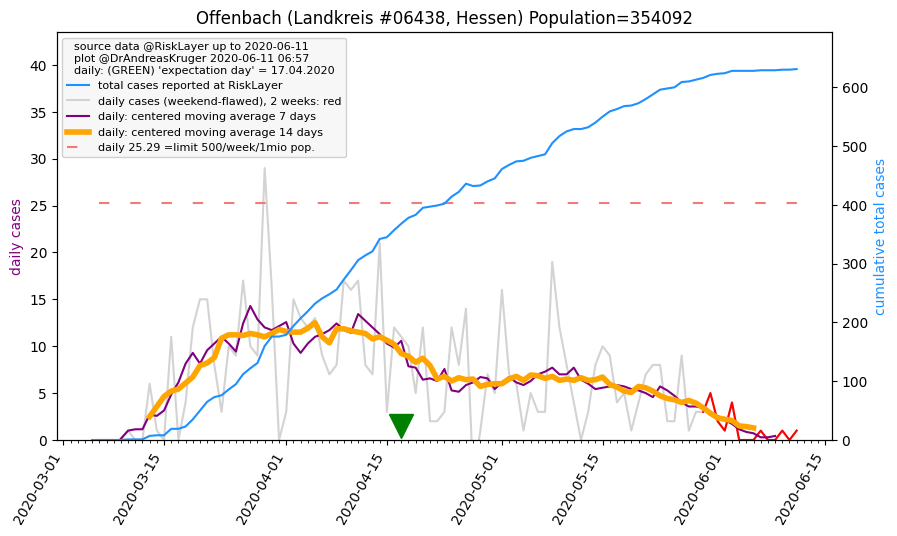 Offenbach (Landkreis #06438, Hessen) Population=354092
source data @RiskLayer up to 2020-06-11
plot @DrAndreasKruger 2020-06-11 06:57
daily: (GREEN) 'expectation day' = 17.04.2020
total cases reported at RiskLayer
daily cases (weekend-flawed), 2 weeks: red
daily: centered moving average 7 days
daily: centered moving average 14 days
daily 25.29 =limit 500/week/1mio pop.
daily cases
40
35
30
25
20
15
10
5
0
600
500
400
300
200
100
0
cumulative total cases
2020-03-01
2020-03-15
2020-04-01
2020-04-15
2020-05-01
2020-05-15
2020-06-01
2020-06-15